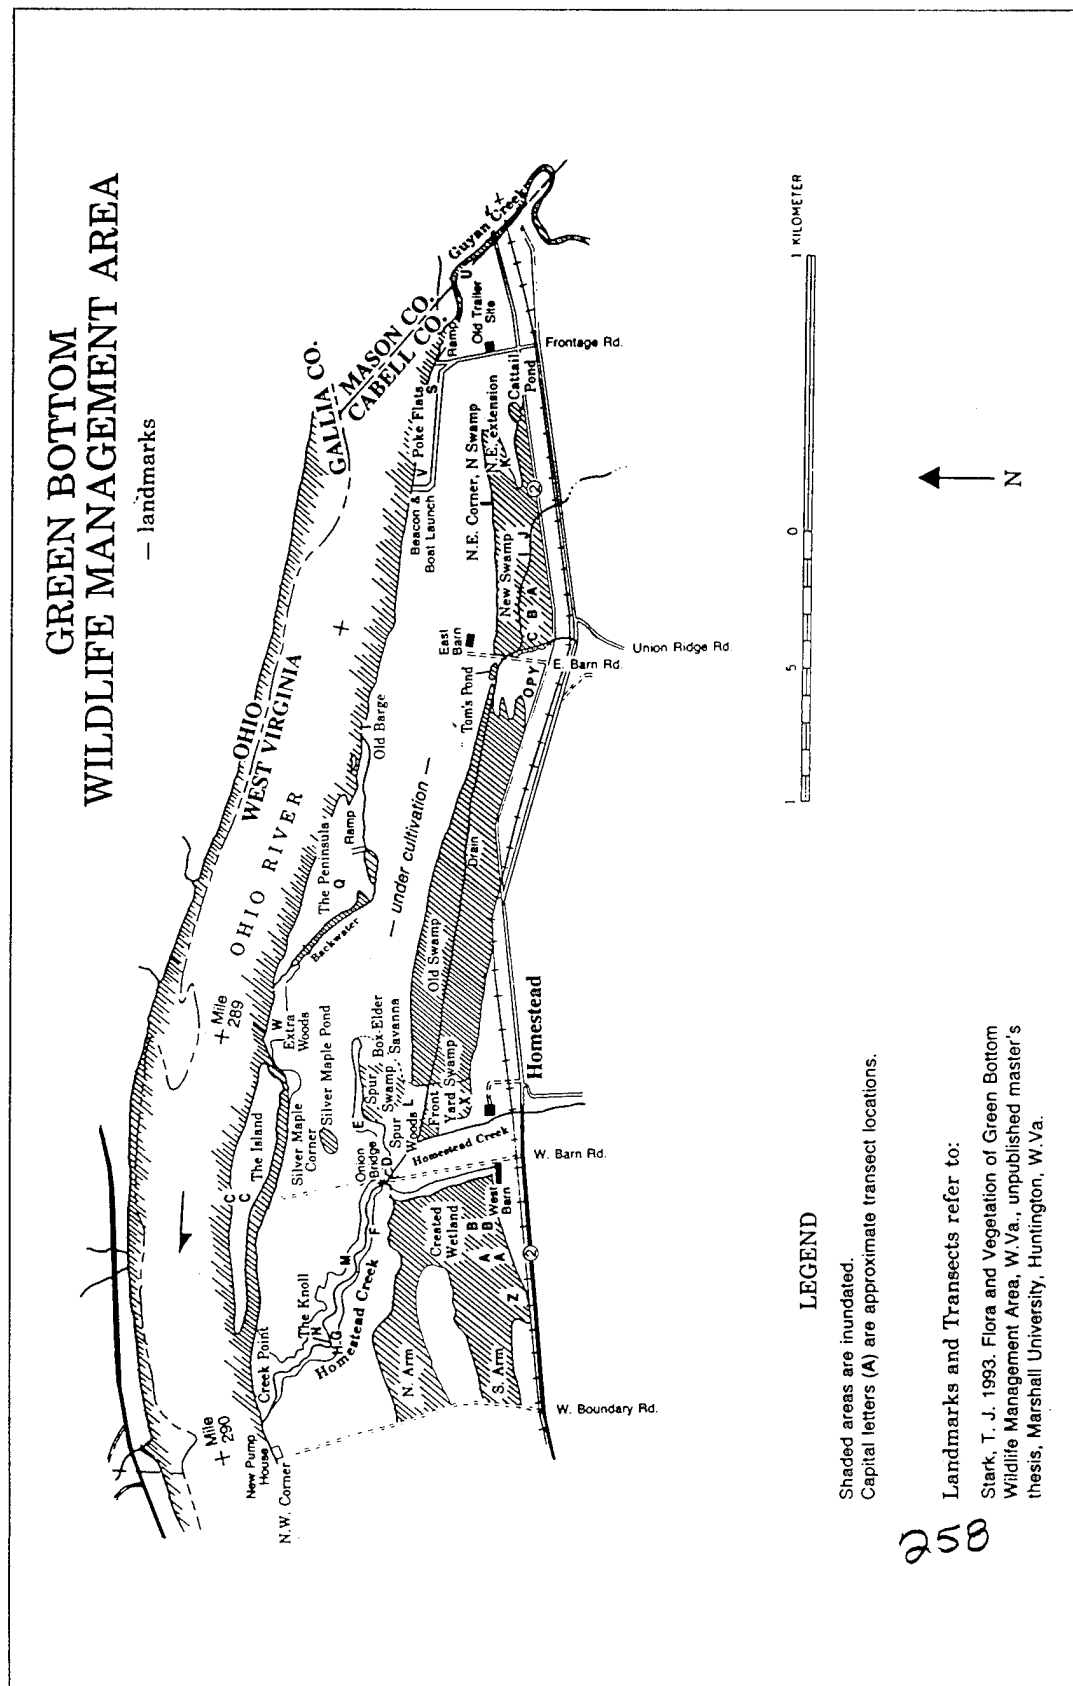 GREEN BOTTOM
WILDLIFE MANAGEMENT AREA
— landmarks
OHIO
WEST VIRGINIA
GALLIA CO.
MASON CO.
CABELL CO.
OHIO RIVER
Mile
290
Mile
289
New Pump
House
N.W. Corner
Creek Point
The Knoll
N
H.G
M
F
Homestead Creek
The Island
C
C
Silver Maple
Corner
Silver Maple Pond
W
Extra
Woods
Backwater
The Peninsula
Q
Ramp
Old Barge
— under cultivation —
Onion
Bridge
E
D
Spur
Swamp
Box-Elder
Savanna
Spur
Woods
L
Front
Yard Swamp
X
Old Swamp
Drain
Tom's Pond
East
Barn
O P Y
Beacon &
Boat Launch
V
Poke Flats
S
Ramp
U
Guyan Creek
Old Trailer
Site
N.E. Corner, N Swamp
N.E. extension
K
Cattail
Pond
New Swamp
C B A
I J
2
Frontage Rd.
Union Ridge Rd.
E. Barn Rd.
Homestead
Homestead Creek
W. Barn Rd.
West
Barn
Created
Wetland
B
B
A
A
Z
N. Arm
S. Arm
2
W. Boundary Rd.
1
5
0
1 KILOMETER
N
LEGEND
Shaded areas are inundated.
Capital letters (A) are approximate transect locations.
Landmarks and Transects refer to:
Stark, T. J. 1993. Flora and Vegetation of Green Bottom
Wildlife Management Area, W.Va., unpublished master's
thesis, Marshall University, Huntington, W.Va.
258